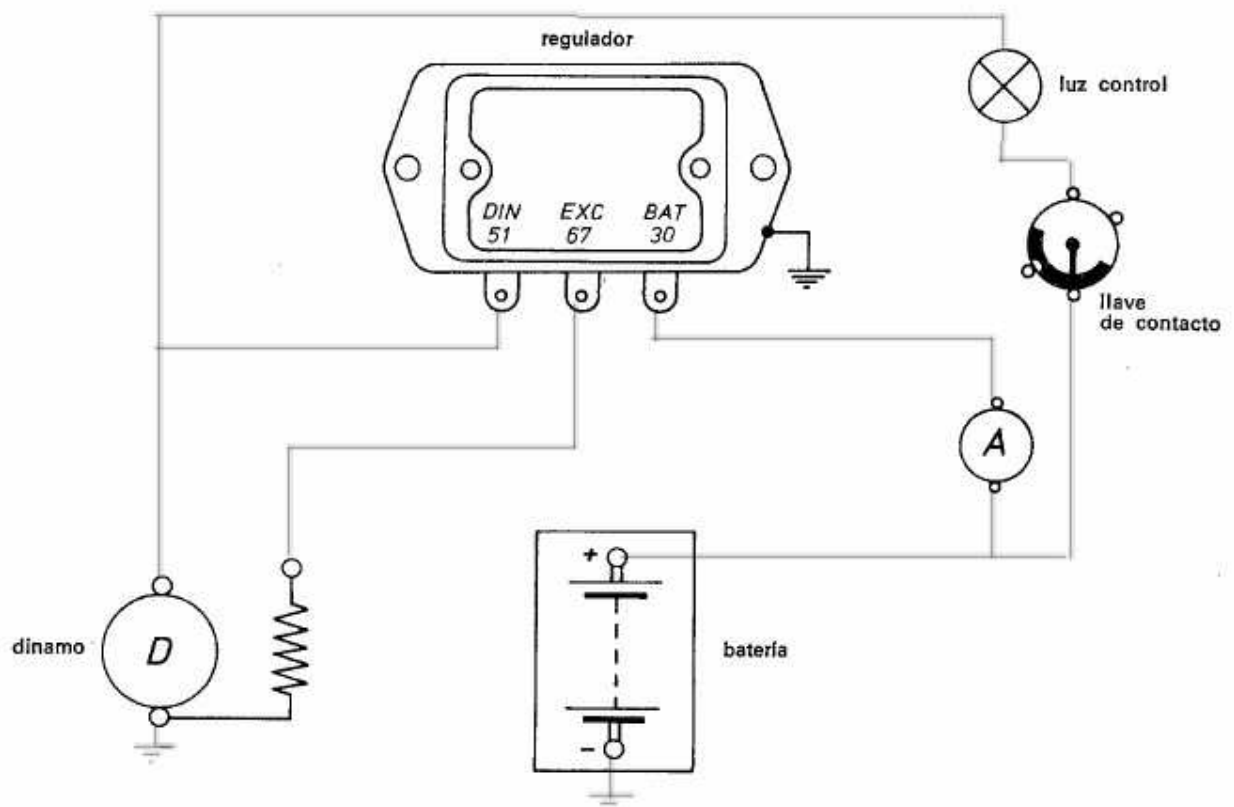 regulador
luz control
DIN EXC BAT
51 67 30
llave
de contacto
A
+
dinamo
D
batería
-